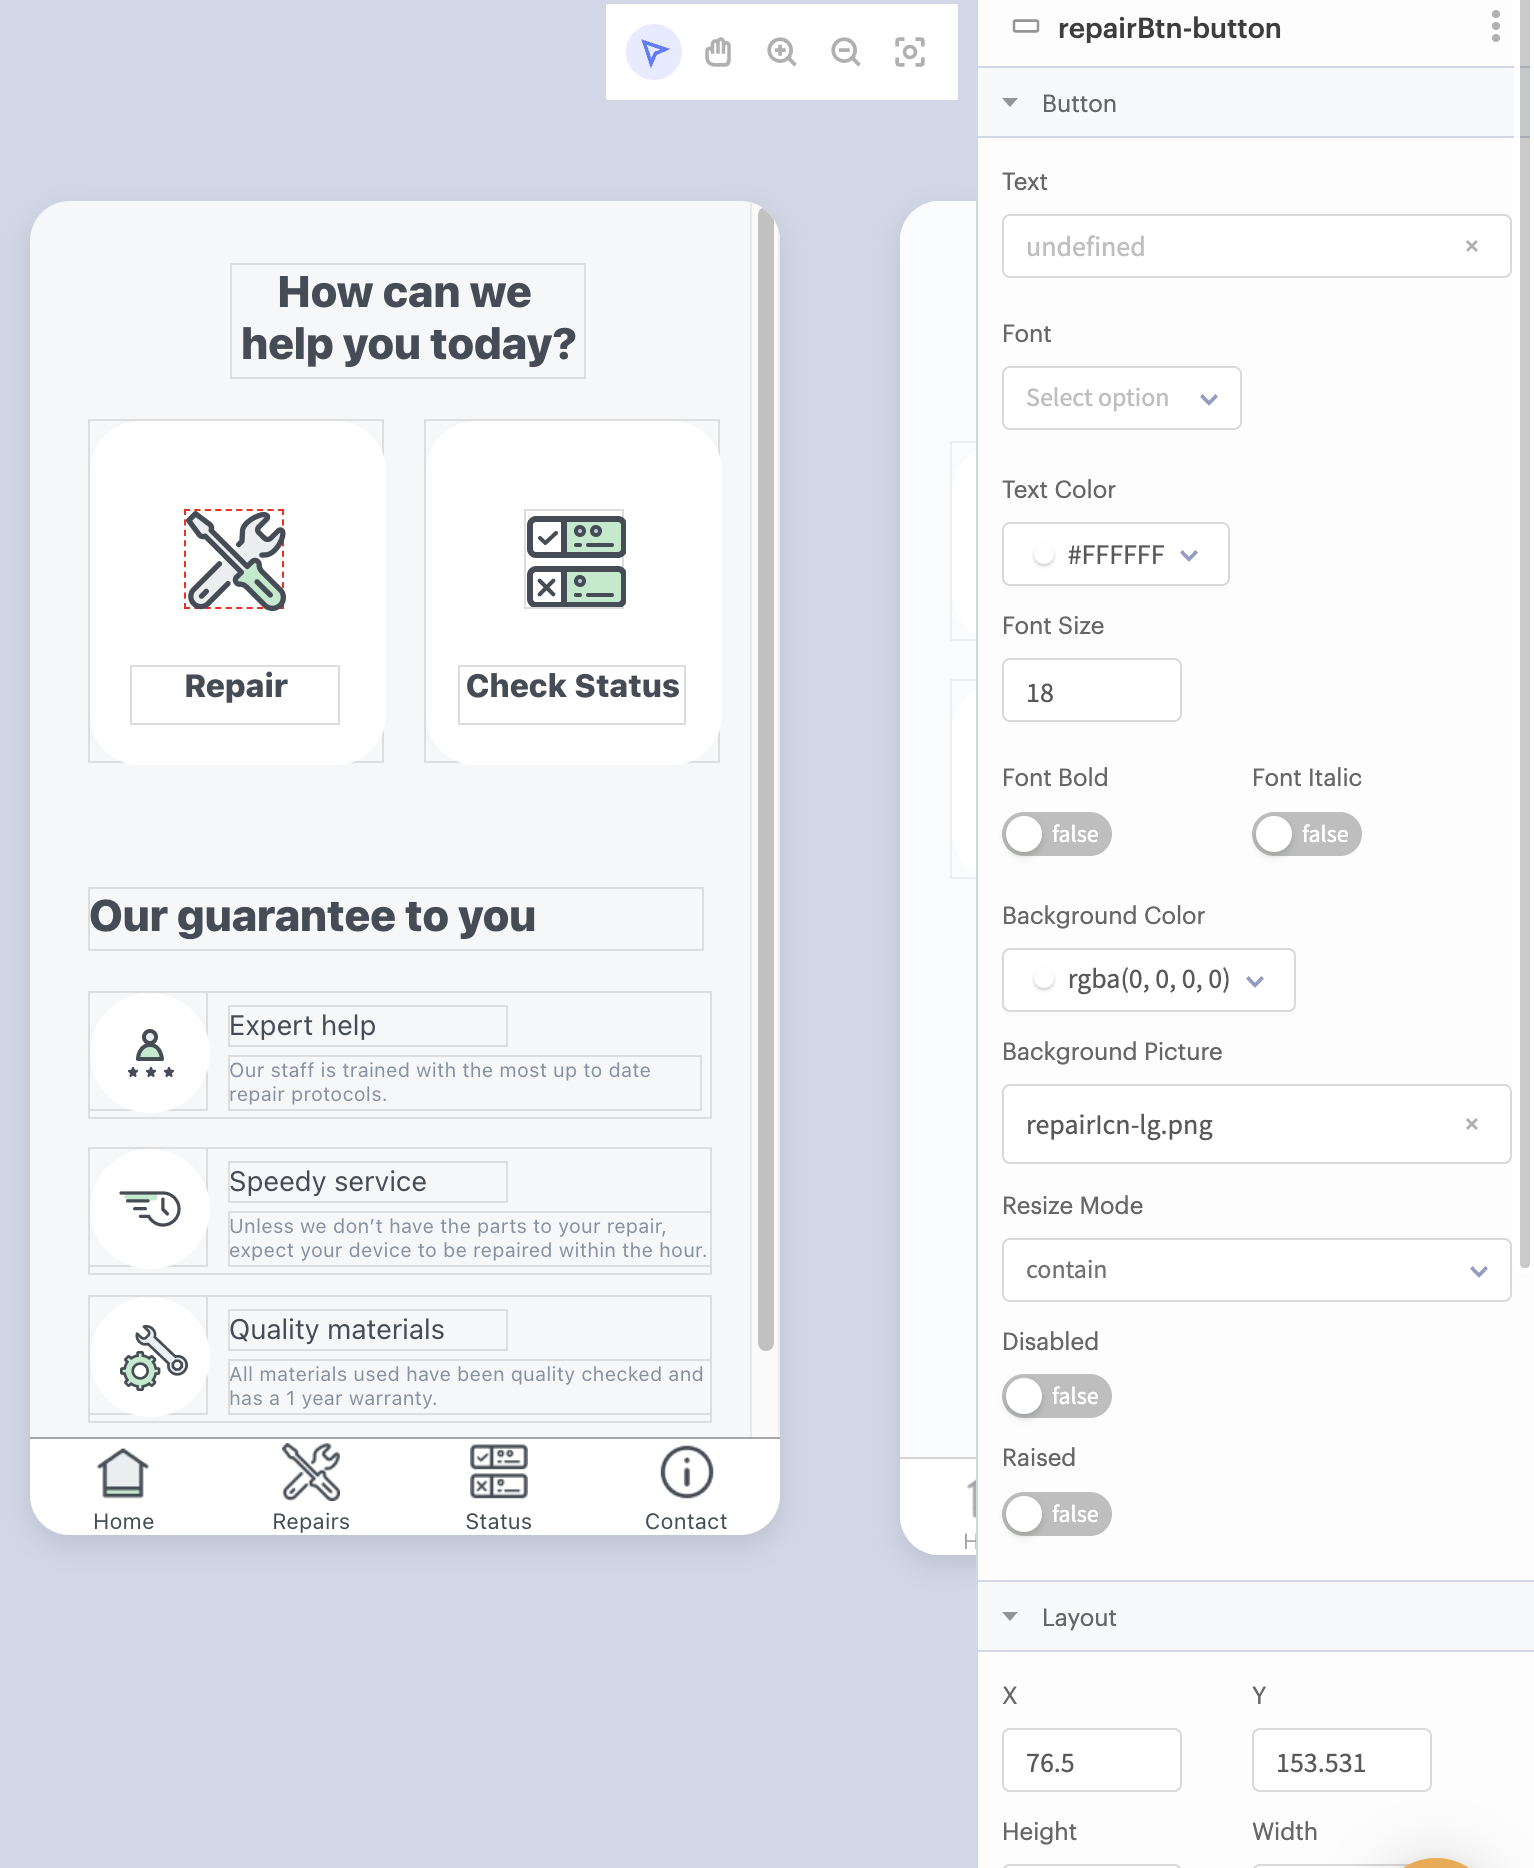 How can we
help you today?
Repair
Check Status
Our guarantee to you
Expert help
Our staff is trained with the most up to date
repair protocols.
Speedy service
Unless we don't have the parts to your repair,
expect your device to be repaired within the hour.
Quality materials
All materials used have been quality checked and
has a 1 year warranty.
Home
Repairs
Status
Contact
H
repairBtn-button
Button
Text
undefined
Font
Select option
Text Color
#FFFFFF
Font Size
18
Font Bold
Font Italic
false
false
Background Color
rgba(0, 0, 0, 0)
Background Picture
repairIcn-lg.png
Resize Mode
contain
Disabled
false
Raised
false
Layout
X
Y
76.5
153.531
Height
Width